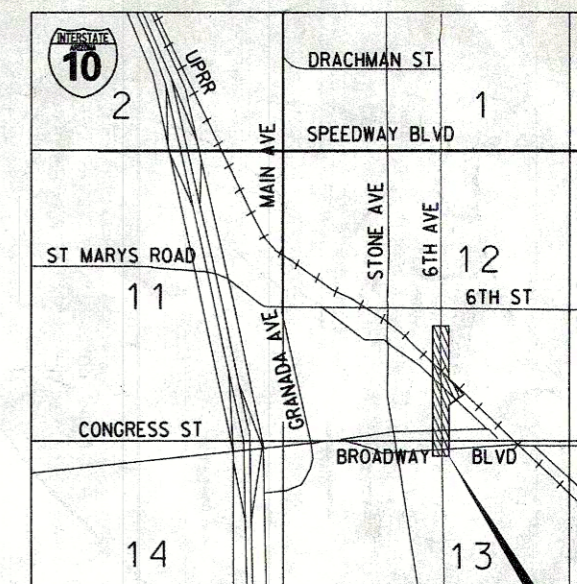 INTERSTATE
ARIZONA
10
UPRR
DRACHMAN ST
2
1
MAIN AVE
SPEEDWAY BLVD
STONE AVE
6TH AVE
ST MARYS ROAD
12
11
6TH ST
GRANADA AVE
CONGRESS ST
BROADWAY BLVD
14
13